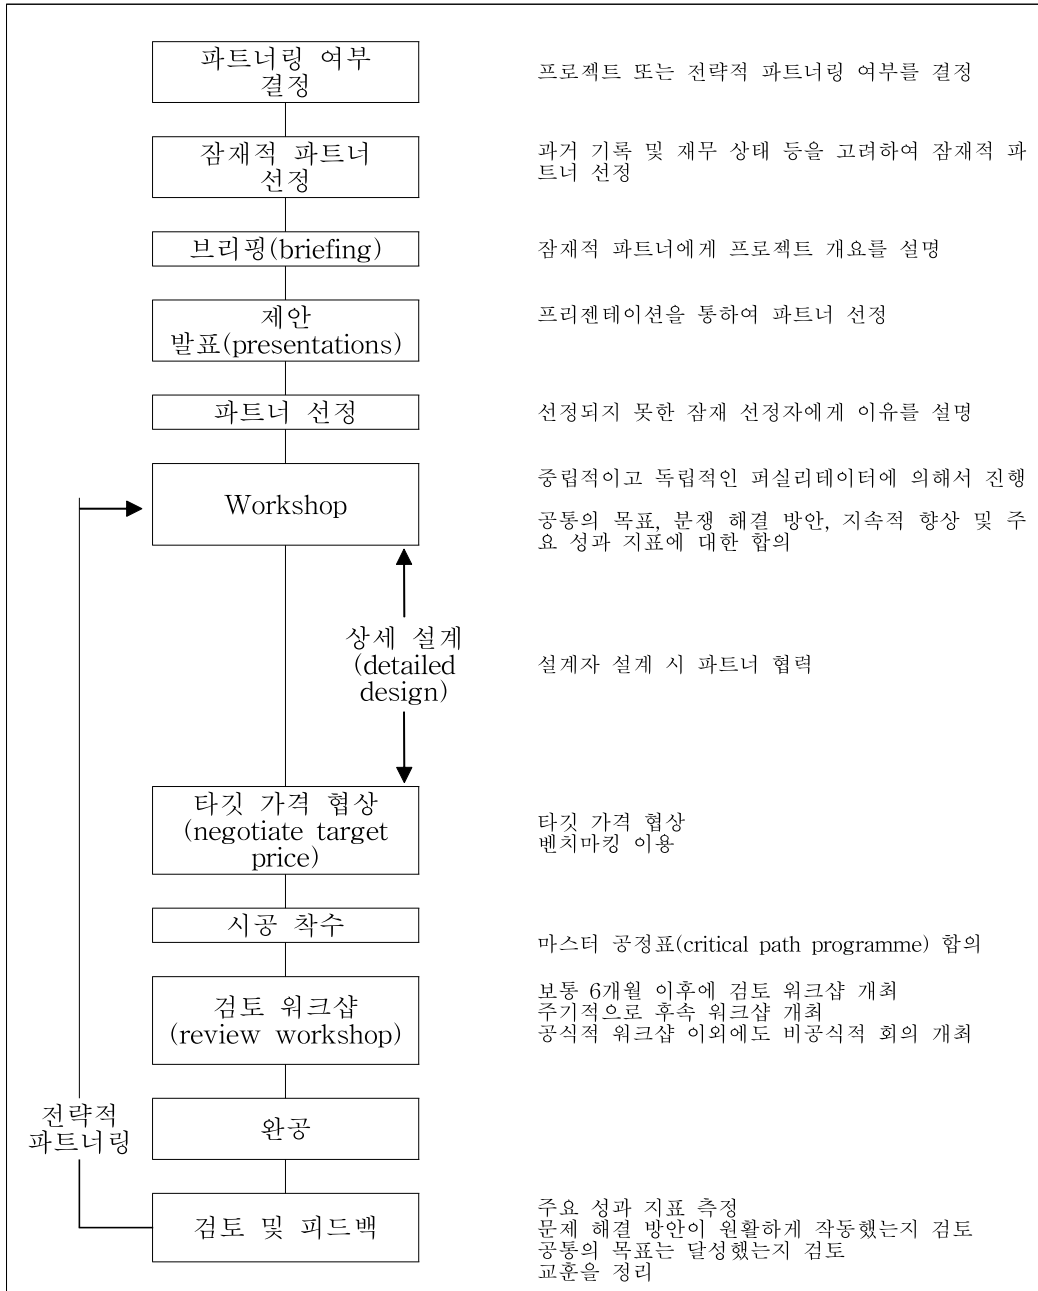 파트너링 여부
결정
프로젝트 또는 전략적 파트너링 여부를 결정
잠재적 파트너
선정
과거 기록 및 재무 상태 등을 고려하여 잠재적 파
트너 선정
브리핑(briefing)
잠재적 파트너에게 프로젝트 개요를 설명
제안
발표(presentations)
프리젠테이션을 통하여 파트너 선정
파트너 선정
선정되지 못한 잠재 선정자에게 이유를 설명
Workshop
중립적이고 독립적인 퍼실리테이터에 의해서 진행
공통의 목표, 분쟁 해결 방안, 지속적 향상 및 주
요 성과 지표에 대한 합의
상세 설계
(detailed
design)
설계자 설계 시 파트너 협력
타깃 가격 협상
(negotiate target
price)
타깃 가격 협상
벤치마킹 이용
시공 착수
마스터 공정표(critical path programme) 합의
검토 워크샵
(review workshop)
보통 6개월 이후에 검토 워크샵 개최
주기적으로 후속 워크샵 개최
공식적 워크샵 이외에도 비공식적 회의 개최
전략적
파트너링
완공
검토 및 피드백
주요 성과 지표 측정
문제 해결 방안이 원활하게 작동했는지 검토
공통의 목표는 달성했는지 검토
교훈을 정리